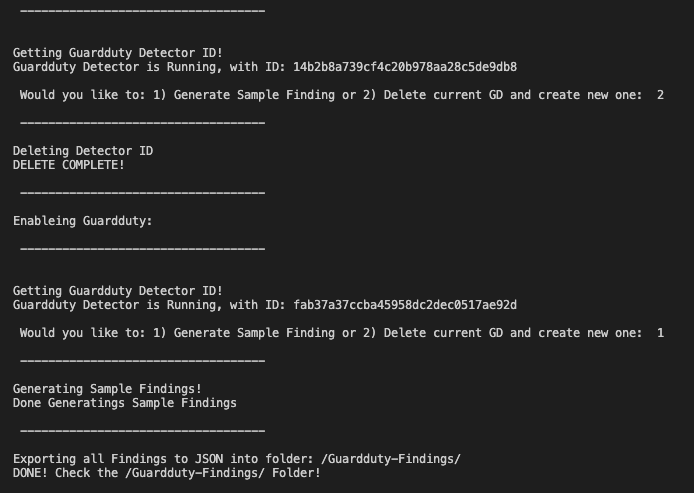 -----------------------------------
Getting Guardduty Detector ID!
Guardduty Detector is Running, with ID: 14b2b8a739cf4c20b978aa28c5de9db8
Would you like to: 1) Generate Sample Finding or 2) Delete current GD and create new one:  2
-----------------------------------
Deleting Detector ID
DELETE COMPLETE!
-----------------------------------
Enableing Guardduty:
-----------------------------------
Getting Guardduty Detector ID!
Guardduty Detector is Running, with ID: fab37a37ccba45958dc2dec0517ae92d
Would you like to: 1) Generate Sample Finding or 2) Delete current GD and create new one:  1
-----------------------------------
Generating Sample Findings!
Done Generatings Sample Findings
-----------------------------------
Exporting all Findings to JSON into folder: /Guardduty-Findings/
DONE! Check the /Guardduty-Findings/ Folder!